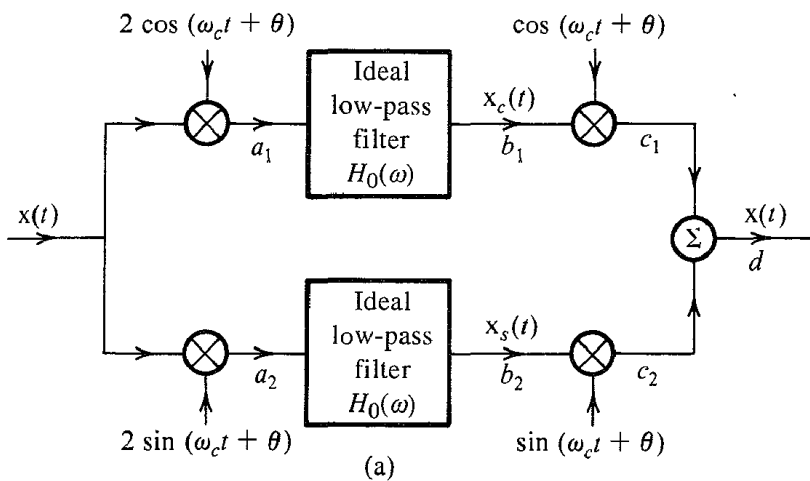 2 cos (ω_c t + θ)
cos (ω_c t + θ)
Ideal
low-pass
filter
H_0(ω)
a_1
x_c(t)
b_1
c_1
x(t)
Σ
x(t)
d
Ideal
low-pass
filter
H_0(ω)
a_2
x_s(t)
b_2
c_2
2 sin (ω_c t + θ)
sin (ω_c t + θ)
(a)